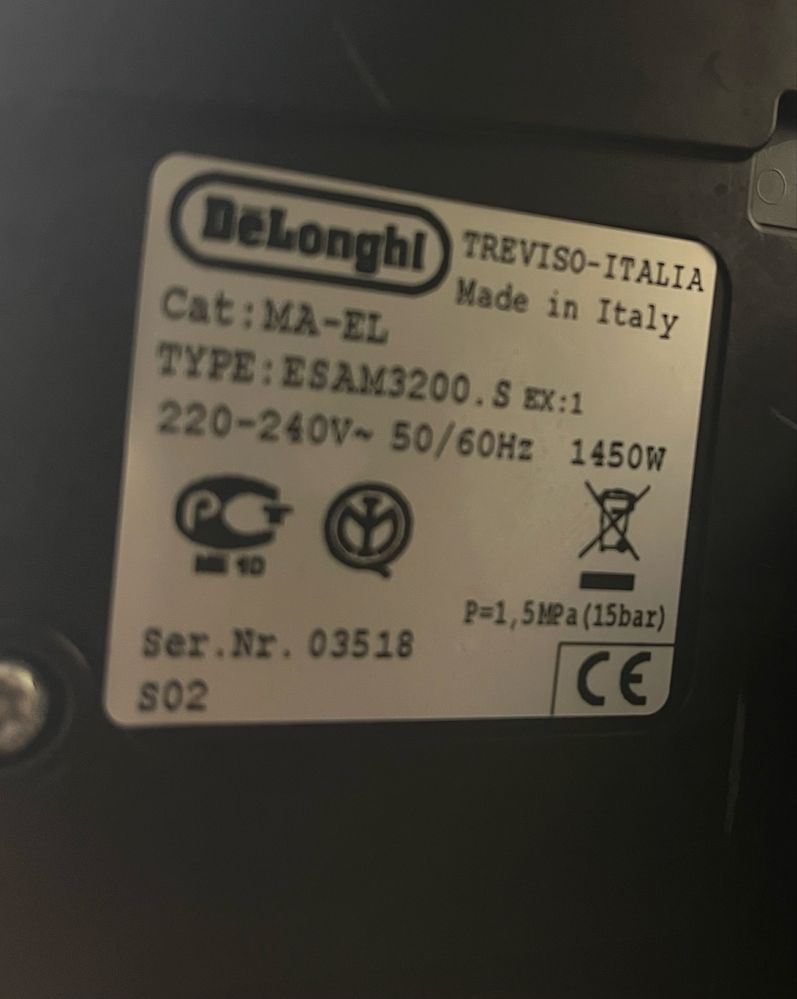 DeLonghi
TREVISO-ITALIA
Made in Italy
Cat:MA-EL
TYPE:ESAM3200.S EX:1
220-240V~ 50/60Hz 1450W
10
P=1,5MPa(15bar)
Ser.Nr. 03518
S02
CE